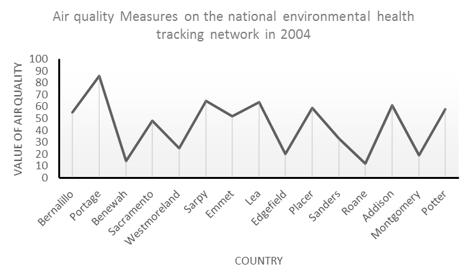 Air quality Measures on the national environmental health
tracking network in 2004
VALUE OF AIR QUALITY
100
90
80
70
60
50
40
30
20
10
0
Bernalillo
Portage
Benewah
Sacramento
Westmoreland
Sarpy
Emmet
Lea
Edgefield
Placer
Sanders
Roane
Addison
Montgomery
Potter
COUNTRY